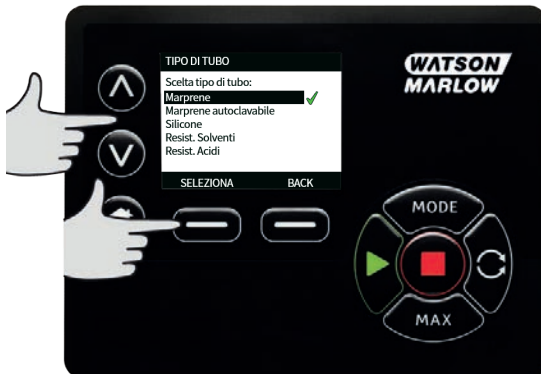 TIPO DI TUBO
Scelta tipo di tubo:
Marprene
Marprene autoclavabile
Silicone
Resist. Solventi
Resist. Acidi
SELEZIONA BACK
WATSON
MARLOW
MODE
MAX